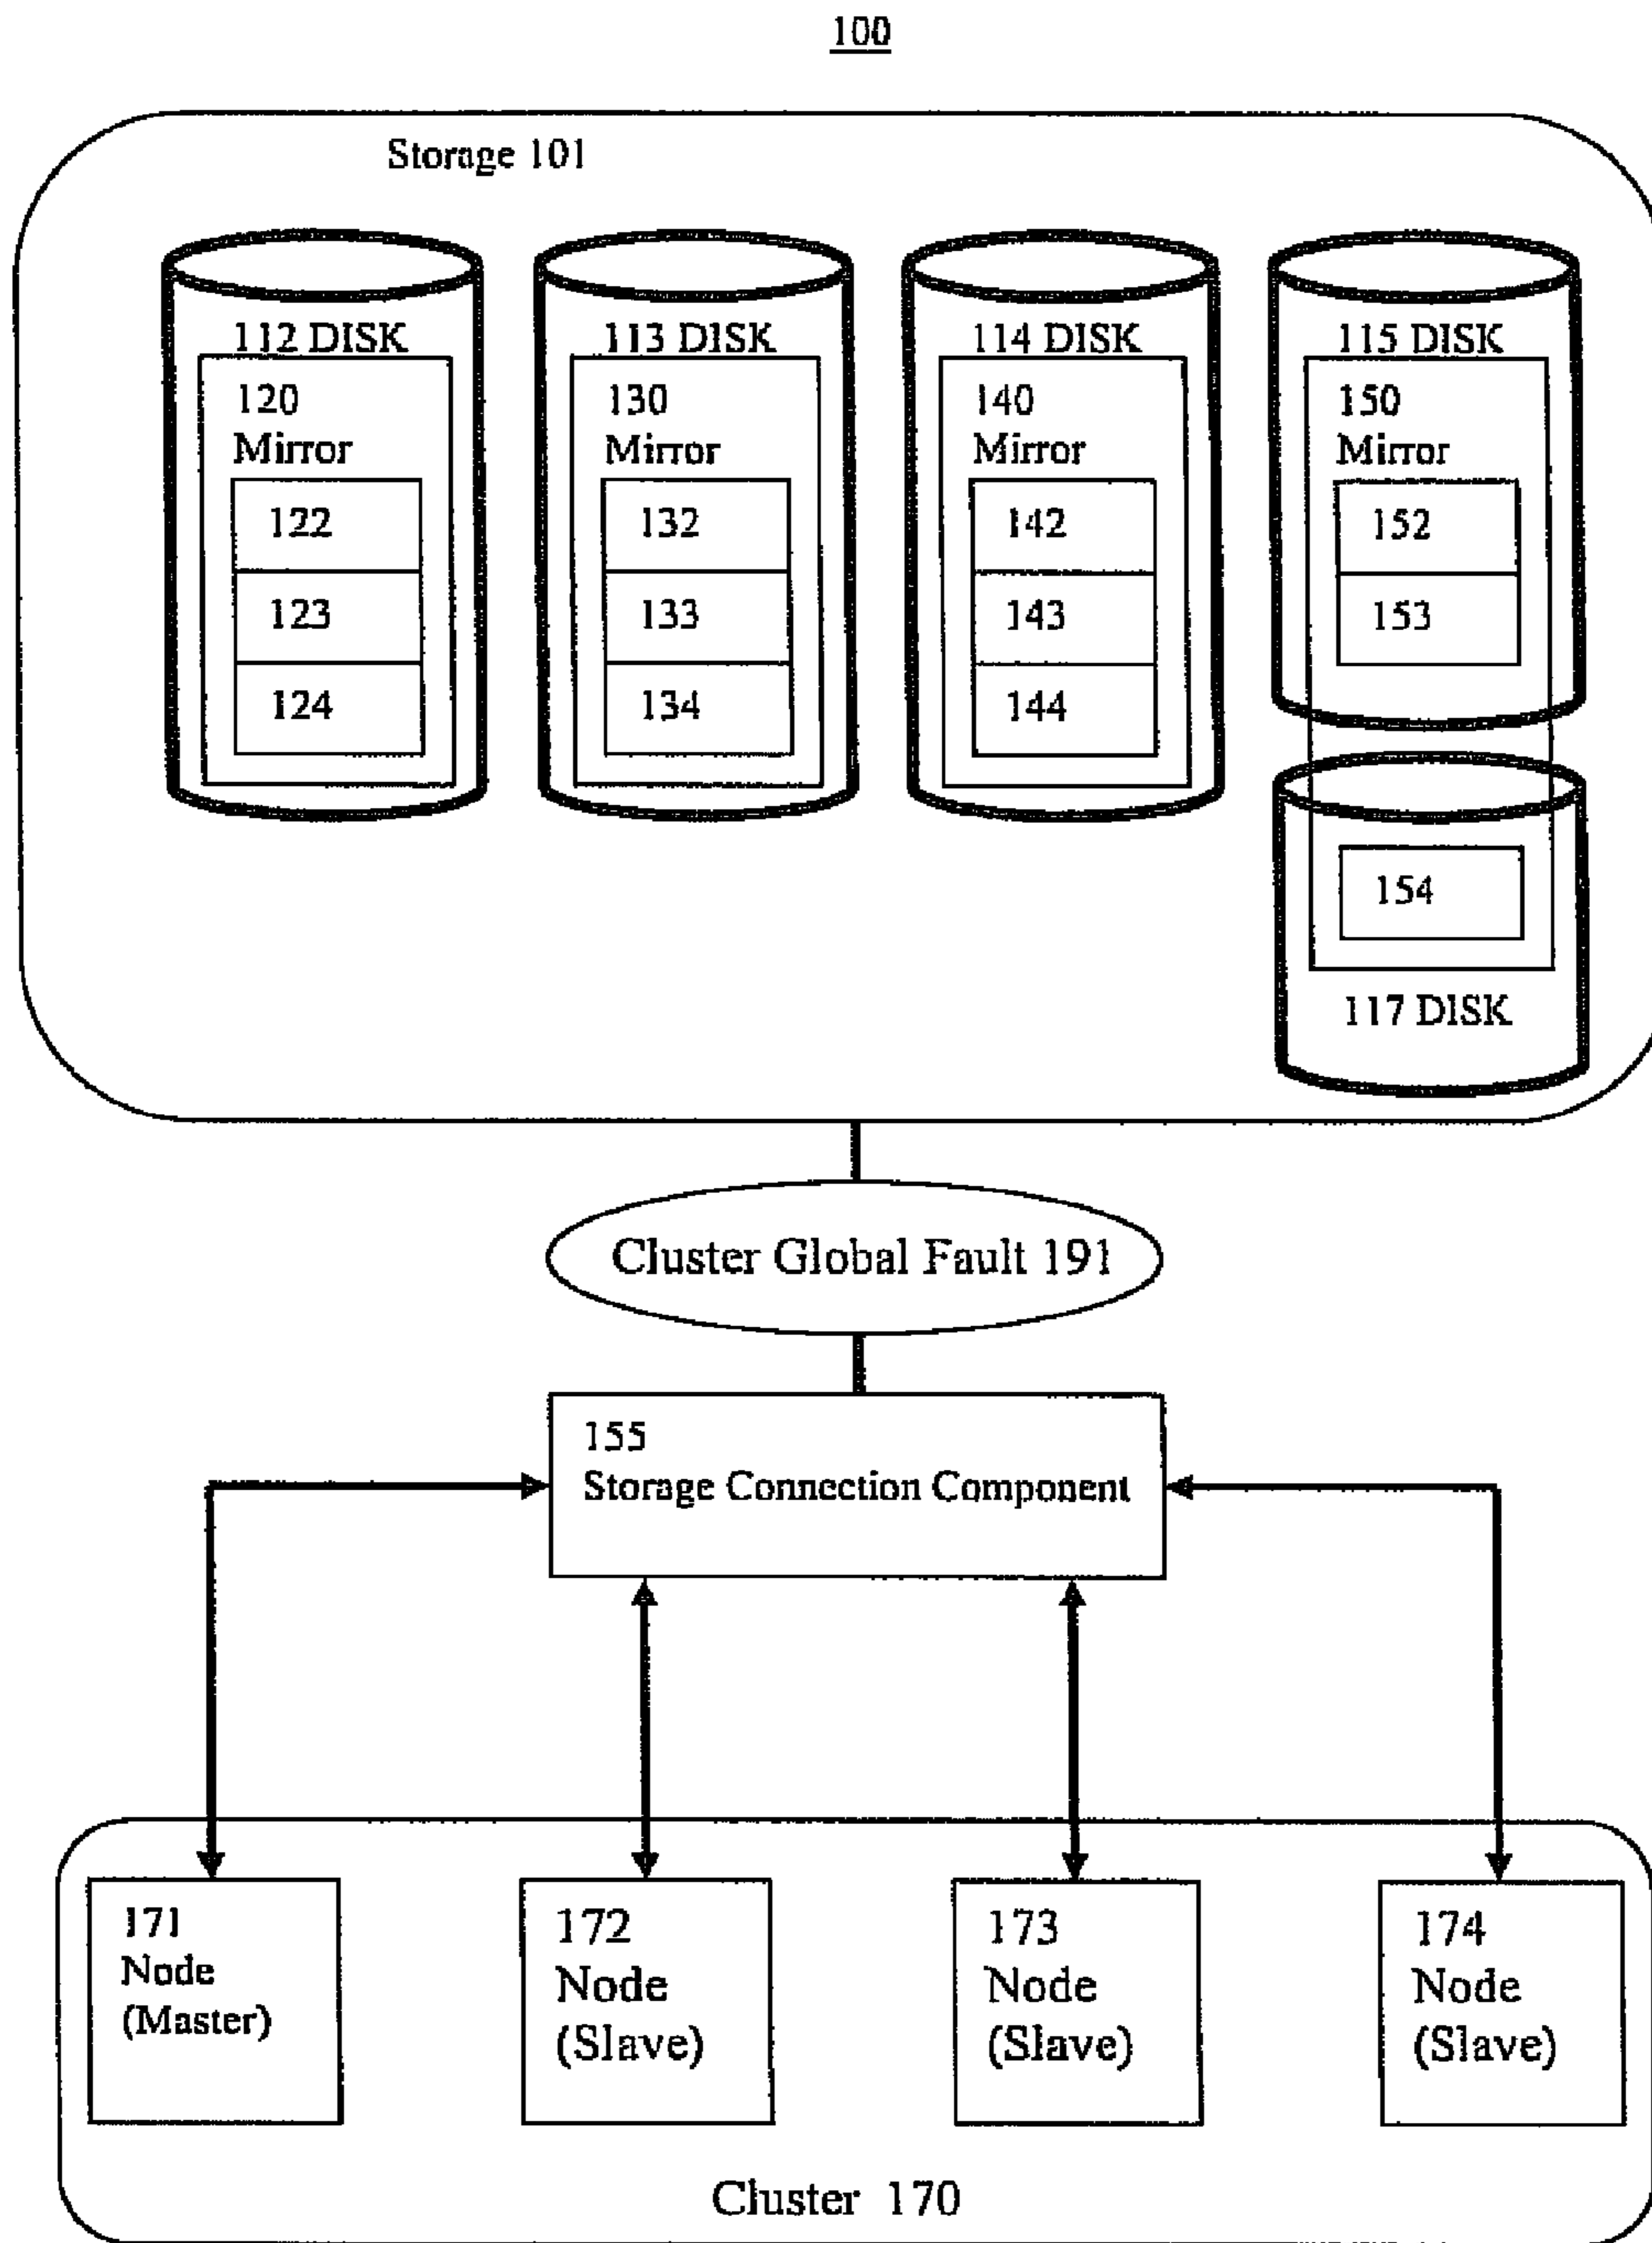 100
Storage 101
112 DISK
120
Mirror
122
123
124
113 DISK
130
Mirror
132
133
134
114 DISK
140
Mirror
142
143
144
115 DISK
150
Mirror
152
153
154
117 DISK
Cluster Global Fault 191
155
Storage Connection Component
171
Node
(Master)
172
Node
(Slave)
173
Node
(Slave)
174
Node
(Slave)
Cluster 170